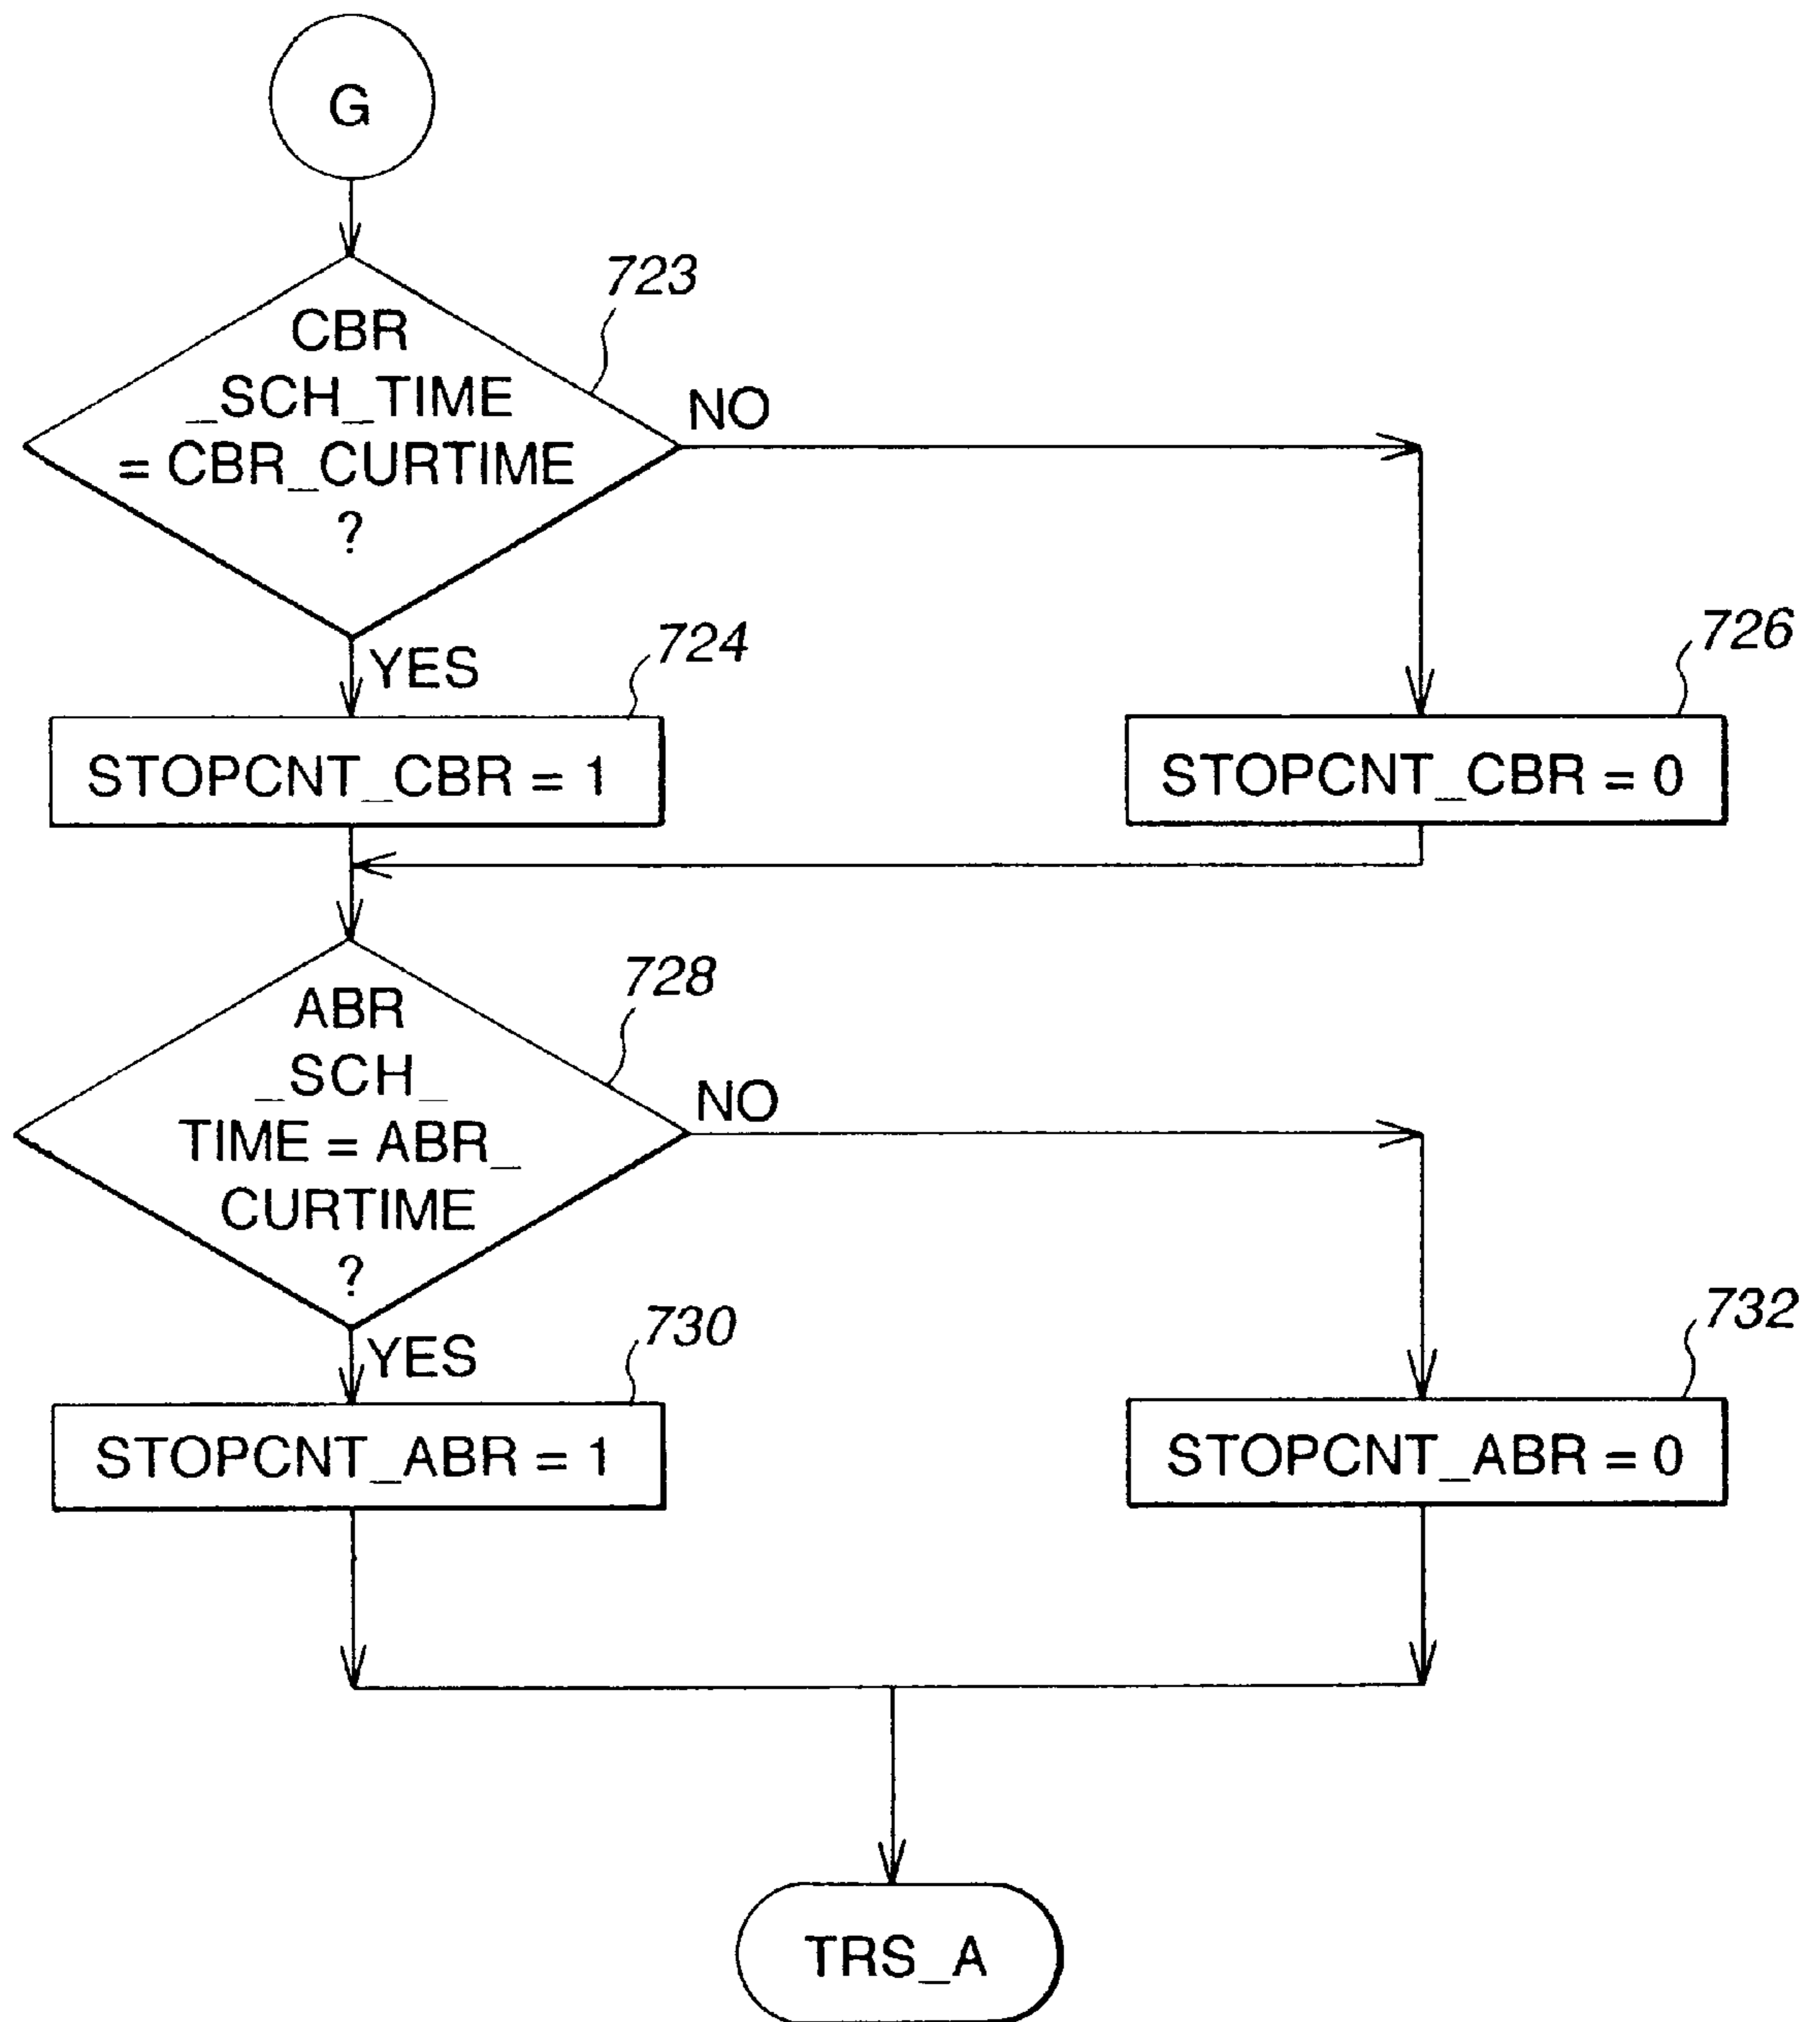 G
723
CBR
_SCH_TIME
= CBR_CURTIME
?
NO
YES
724
726
STOPCNT_CBR = 1
STOPCNT_CBR = 0
728
ABR
_SCH_
TIME = ABR_
CURTIME
?
NO
YES
730
732
STOPCNT_ABR = 1
STOPCNT_ABR = 0
TRS_A